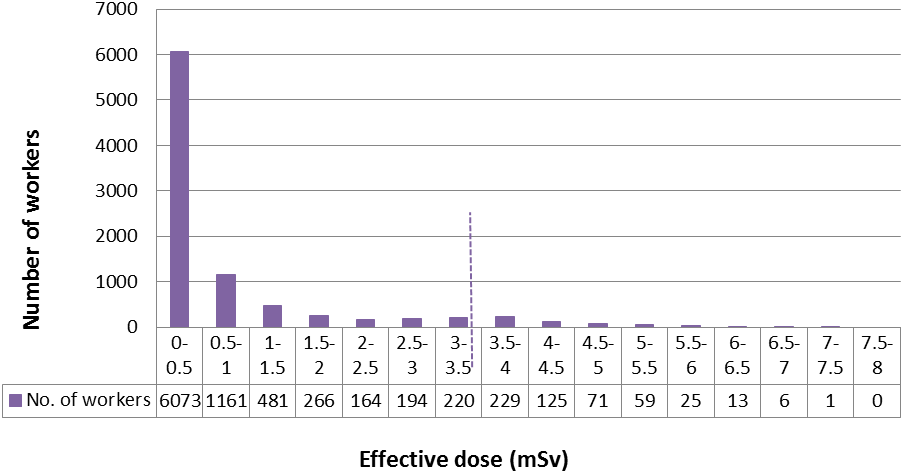 7000
6000
5000
4000
3000
2000
1000
0
Number of workers
0-0.5 0.5-1 1-1.5 1.5-2 2-2.5 2.5-3 3-3.5 3.5-4 4-4.5 4.5-5 5-5.5 5.5-6 6-6.5 6.5-7 7-7.5 7.5-8
No. of workers 6073 1161 481 266 164 194 220 229 125 71 59 25 13 6 1 0
Effective dose (mSv)